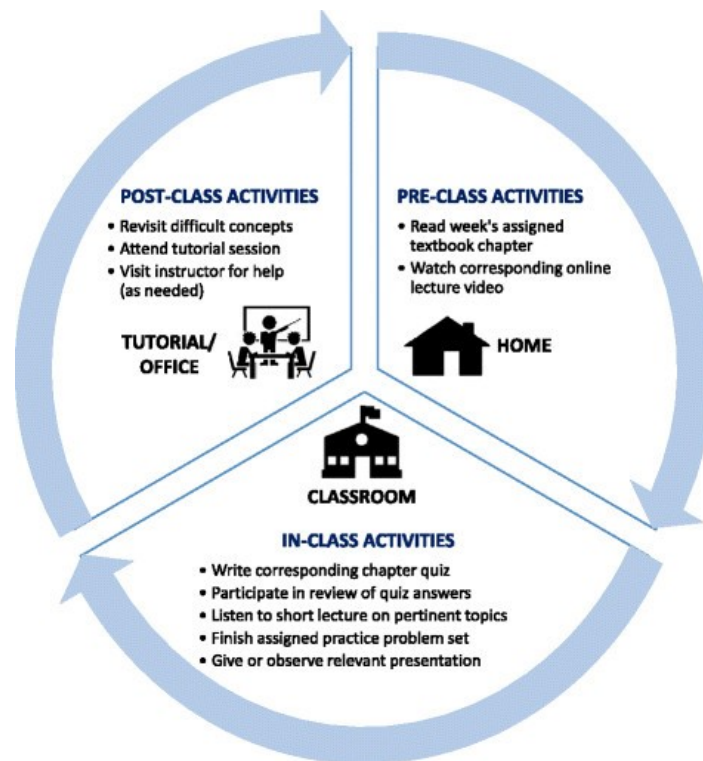 POST-CLASS ACTIVITIES
• Revisit difficult concepts
• Attend tutorial session
• Visit instructor for help
(as needed)
TUTORIAL/
OFFICE
PRE-CLASS ACTIVITIES
• Read week's assigned
textbook chapter
• Watch corresponding online
lecture video
HOME
CLASSROOM
IN-CLASS ACTIVITIES
• Write corresponding chapter quiz
• Participate in review of quiz answers
• Listen to short lecture on pertinent topics
• Finish assigned practice problem set
• Give or observe relevant presentation